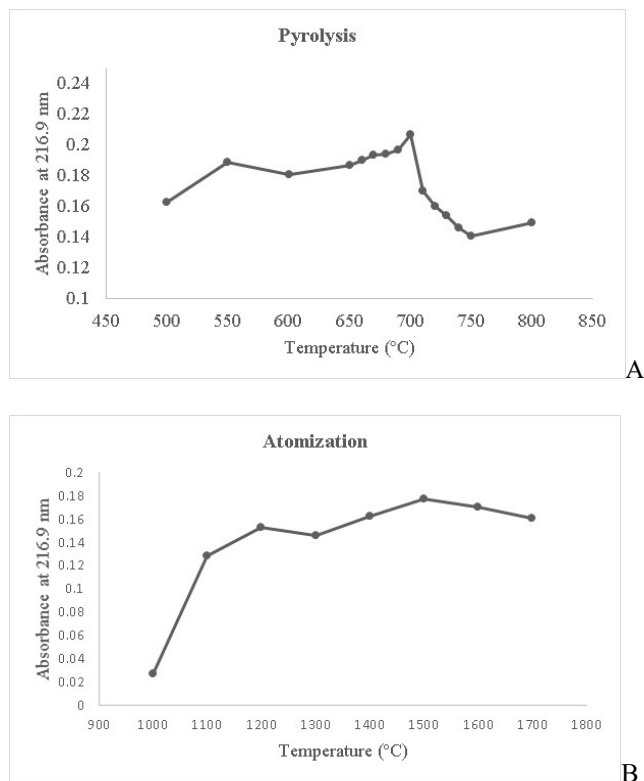 Pyrolysis
Absorbance at 216.9 nm
0.24
0.22
0.2
0.18
0.16
0.14
0.12
0.1
450 500 550 600 650 700 750 800 850
Temperature (°C)
A
Atomization
Absorbance at 216.9 nm
0.2
0.18
0.16
0.14
0.12
0.1
0.08
0.06
0.04
0.02
0
900 1000 1100 1200 1300 1400 1500 1600 1700 1800
Temperature (°C)
B